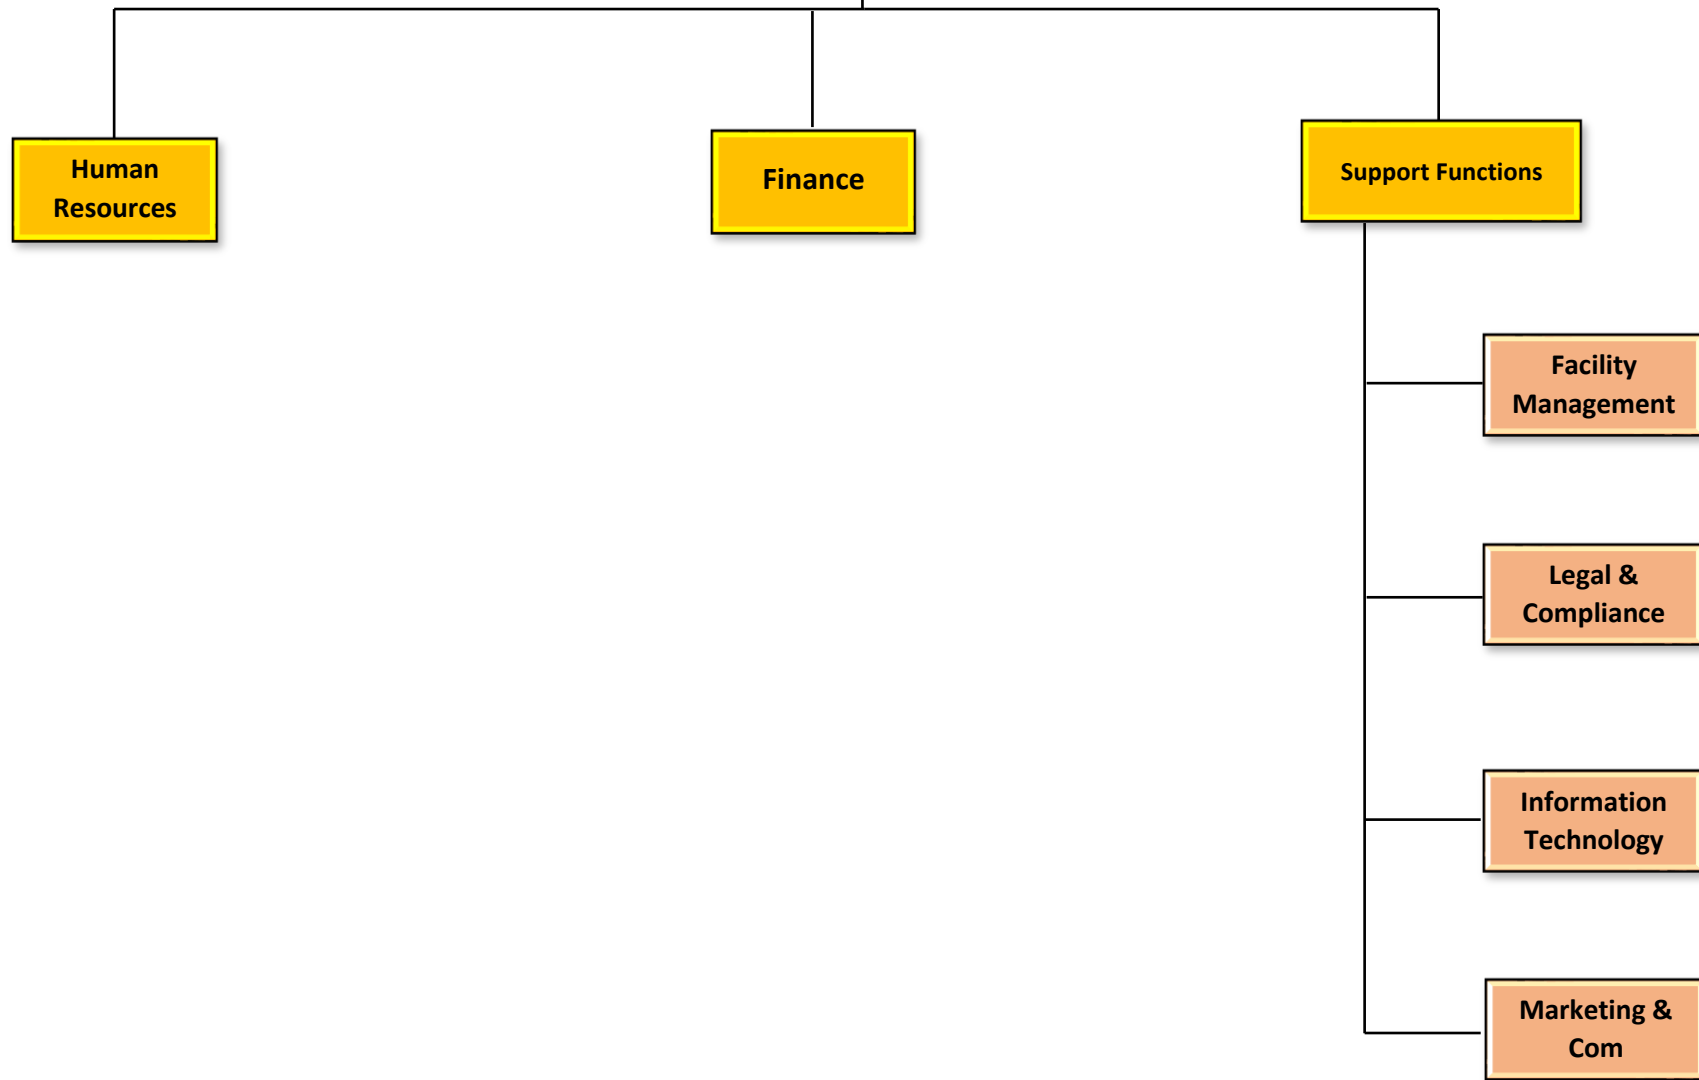 Human
Resources
Finance
Support Functions
Facility
Management
Legal &
Compliance
Information
Technology
Marketing &
Com